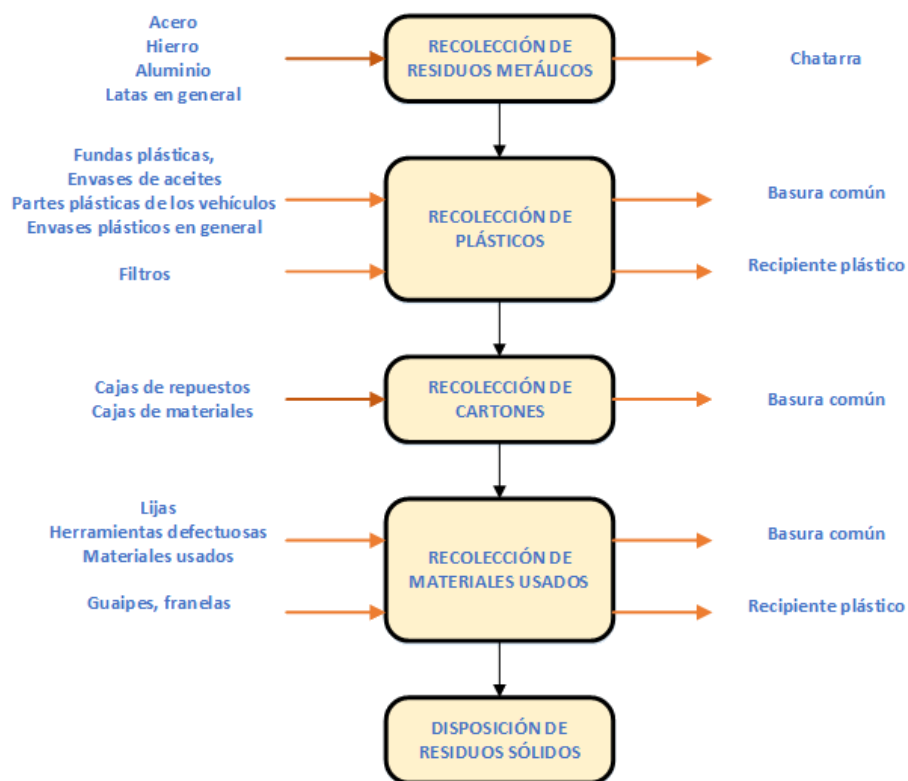 Acero
Hierro
Aluminio
Latas en general
RECOLECCIÓN DE
RESIDUOS METÁLICOS
Chatarra
Fundas plásticas,
Envases de aceites
Partes plásticas de los vehículos
Envases plásticos en general
Filtros
RECOLECCIÓN DE
PLÁSTICOS
Basura común
Recipiente plástico
Cajas de repuestos
Cajas de materiales
RECOLECCIÓN DE
CARTONES
Basura común
Lijas
Herramientas defectuosas
Materiales usados
Guaipes, franelas
RECOLECCIÓN DE
MATERIALES USADOS
Basura común
Recipiente plástico
DISPOSICIÓN DE
RESIDUOS SÓLIDOS